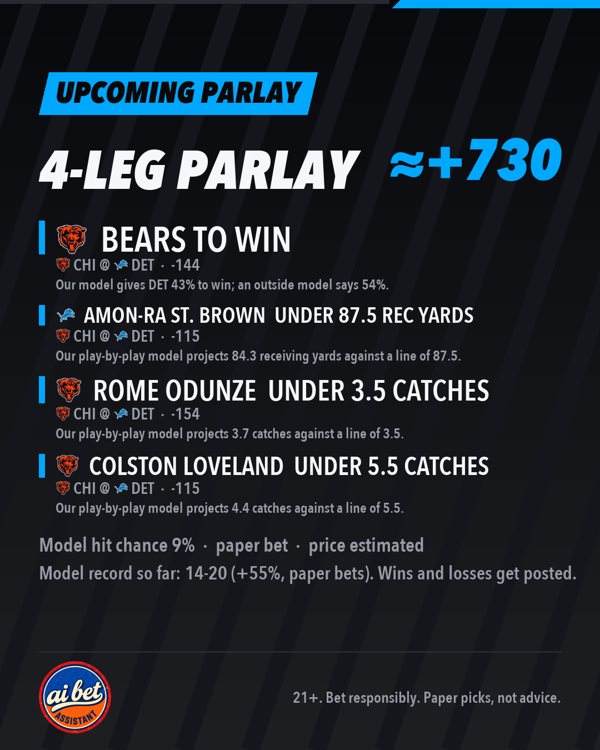 UPCOMING PARLAY
4-LEG PARLAY ≈+730
BEARS TO WIN
CHI @ DET · -144
Our model gives DET 43% to win; an outside model says 54%.
AMON-RA ST. BROWN UNDER 87.5 REC YARDS
CHI @ DET · -115
Our play-by-play model projects 84.3 receiving yards against a line of 87.5.
ROME ODUNZE UNDER 3.5 CATCHES
CHI @ DET · -154
Our play-by-play model projects 3.7 catches against a line of 3.5.
COLSTON LOVELAND UNDER 5.5 CATCHES
CHI @ DET · -115
Our play-by-play model projects 4.4 catches against a line of 5.5.
Model hit chance 9% · paper bet · price estimated
Model record so far: 14-20 (+55%, paper bets). Wins and losses get posted.
ai bet
ASSISTANT
21+. Bet responsibly. Paper picks, not advice.